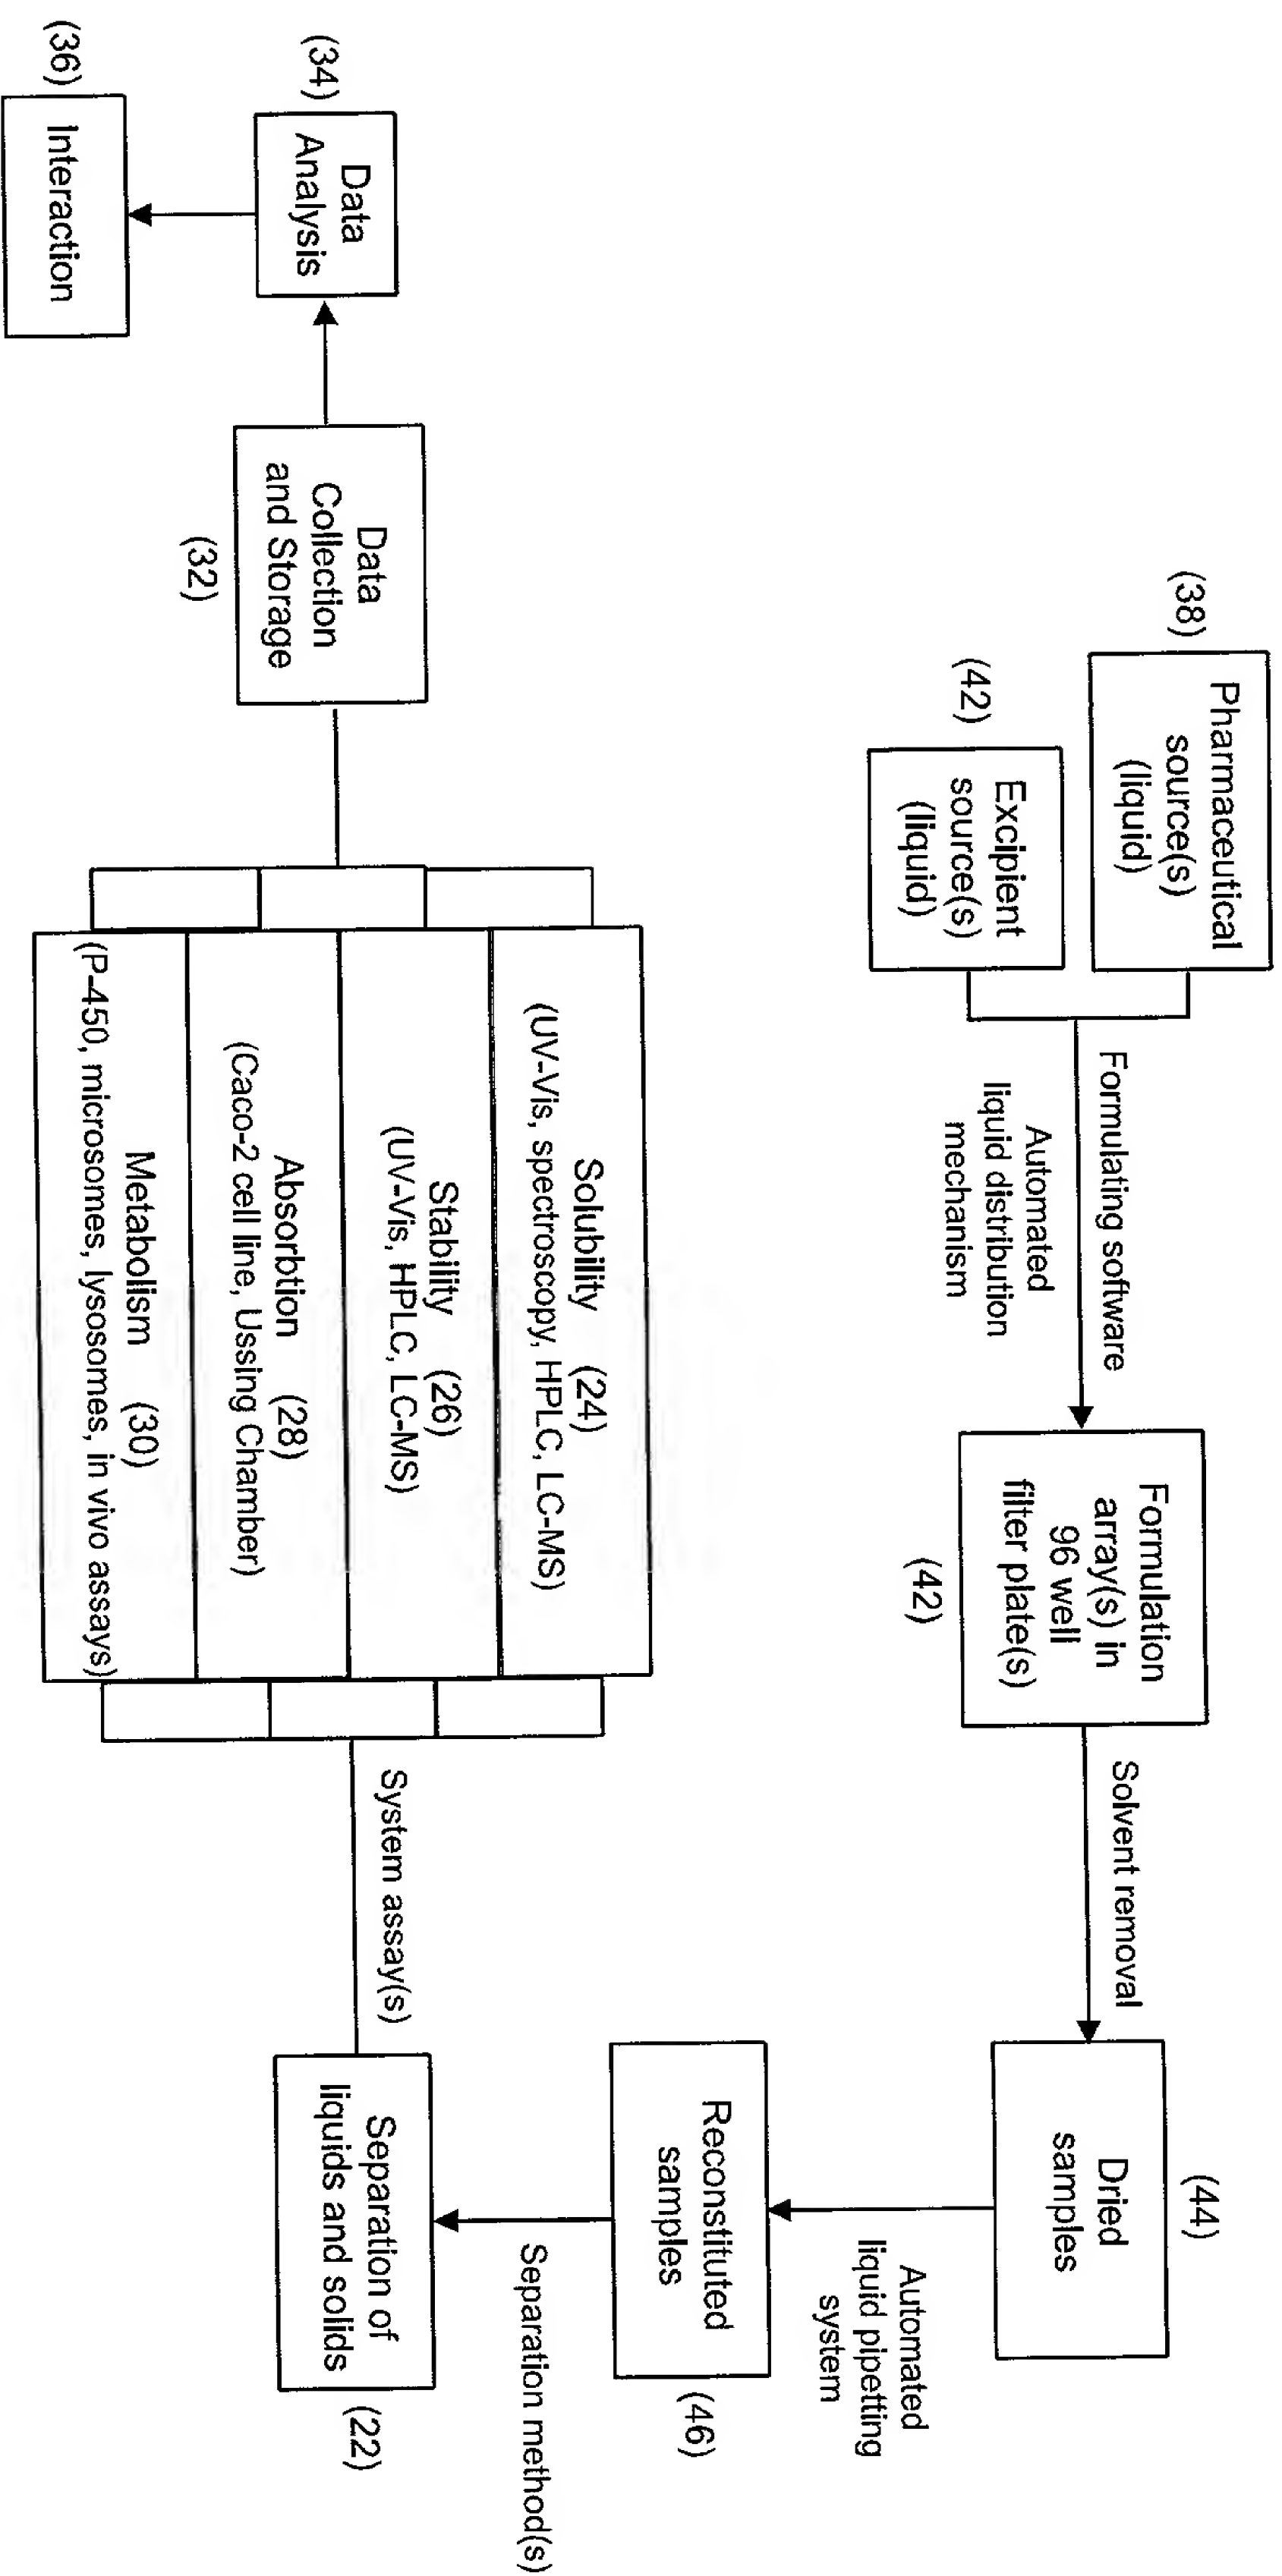 (38)
Pharmaceutical
source(s)
(liquid)
(42)
Excipient
source(s)
(liquid)
Formulating software
Automated
liquid distribution
mechanism
Formulation
array(s) in
96 well
filter plate(s)
(42)
Solvent removal
(44)
Dried
samples
Automated
liquid pipetting
system
Reconstituted
samples
(46)
Separation method(s)
Separation of
liquids and solids
(22)
System assay(s)
Solubility (24)
(UV-Vis, spectroscopy, HPLC, LC-MS)
Stability (26)
(UV-Vis, HPLC, LC-MS)
Absorbtion (28)
(Caco-2 cell line, Ussing Chamber)
Metabolism (30)
(P-450, microsomes, lysosomes, in vivo assays)
Data
Collection
and Storage
(32)
(34)
Data
Analysis
(36)
Interaction